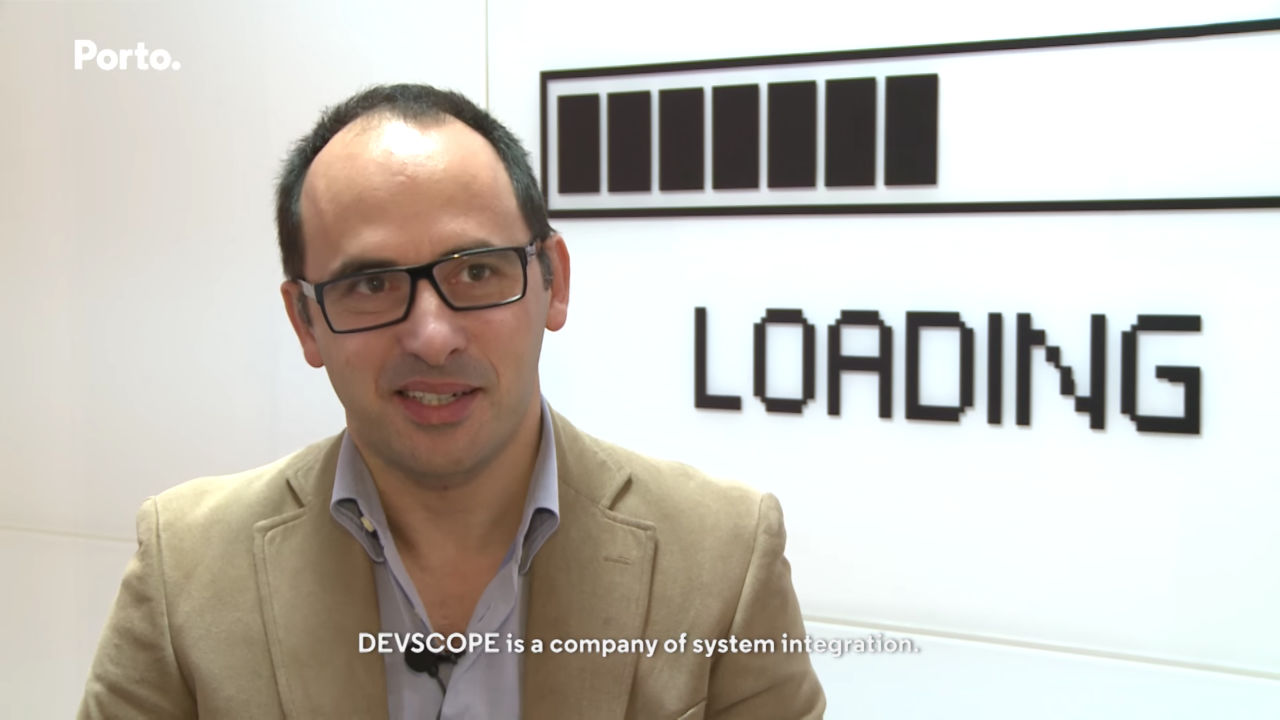 Porto.
LOADING
DEVSCOPE is a company of system integration.